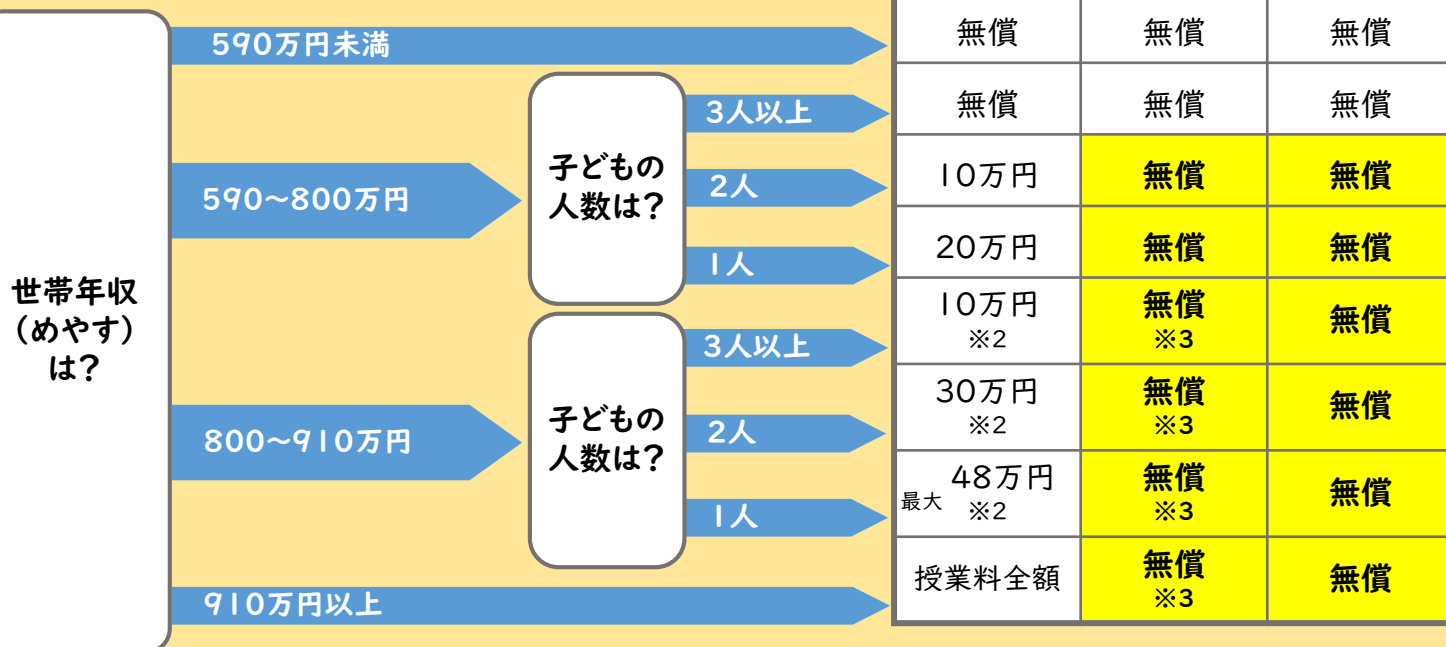 世帯年収
（めやす）
は？
590万円未満
無償 無償 無償
590～800万円
子どもの
人数は？
3人以上
無償 無償 無償
2人
10万円 無償 無償
1人
20万円 無償 無償
800～910万円
子どもの
人数は？
3人以上
10万円 無償 無償
※2 ※3
2人
30万円 無償 無償
※2 ※3
1人
最大 48万円 無償 無償
※2 ※3
910万円以上
授業料全額 無償 無償
※3